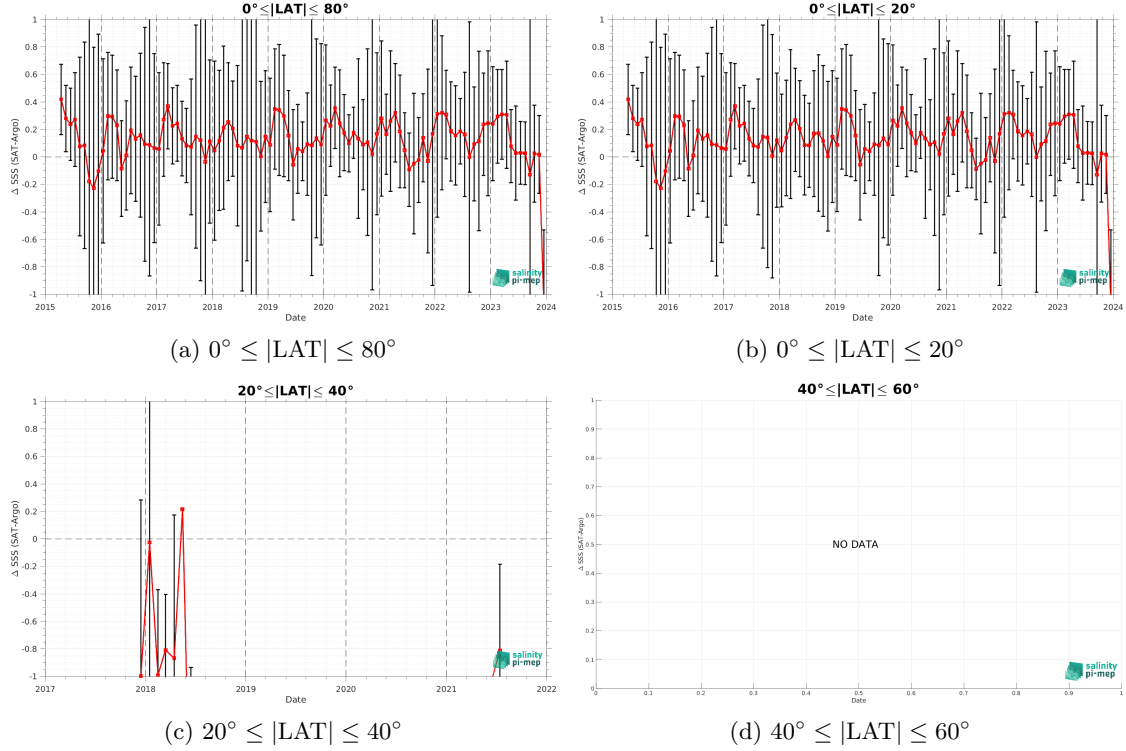 0°≤|LAT|≤ 80°
Δ SSS (SAT-Argo)
1
0.8
0.6
0.4
0.2
0
-0.2
-0.4
-0.6
-0.8
-1
2015 2016 2017 2018 2019 2020 2021 2022 2023 2024
Date
salinity
pi-mep
(a) 0° ≤ |LAT| ≤ 80°
0°≤|LAT|≤ 20°
Δ SSS (SAT-Argo)
1
0.8
0.6
0.4
0.2
0
-0.2
-0.4
-0.6
-0.8
-1
2015 2016 2017 2018 2019 2020 2021 2022 2023 2024
Date
salinity
pi-mep
(b) 0° ≤ |LAT| ≤ 20°
20°≤|LAT|≤ 40°
Δ SSS (SAT-Argo)
1
0.8
0.6
0.4
0.2
0
-0.2
-0.4
-0.6
-0.8
-1
2017 2018 2019 2020 2021 2022
Date
salinity
pi-mep
(c) 20° ≤ |LAT| ≤ 40°
40°≤|LAT|≤ 60°
Δ SSS (SAT-Argo)
1
0.9
0.8
0.7
0.6
0.5
0.4
0.3
0.2
0.1
0
NO DATA
0 0.1 0.2 0.3 0.4 0.5 0.6 0.7 0.8 0.9 1
Date
salinity
pi-mep
(d) 40° ≤ |LAT| ≤ 60°